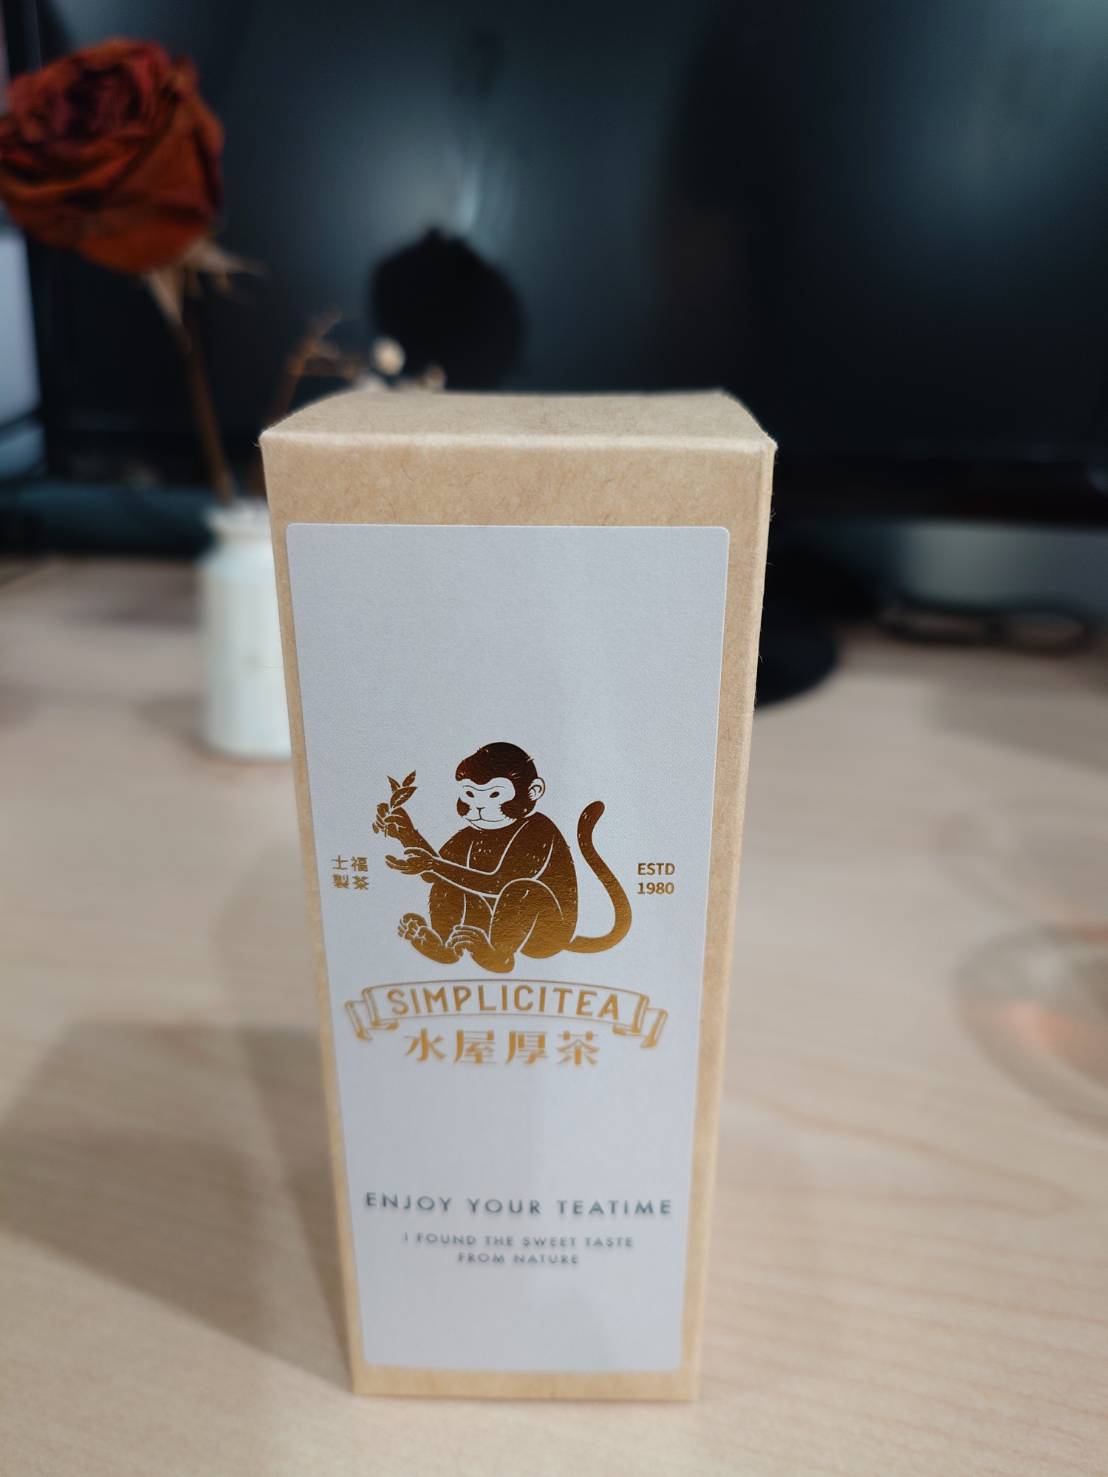 士福
製茶
ESTD
1980
SIMPLICITEA
水屋厚茶
ENJOY YOUR TEATIME
I FOUND THE SWEET TASTE
FROM NATURE